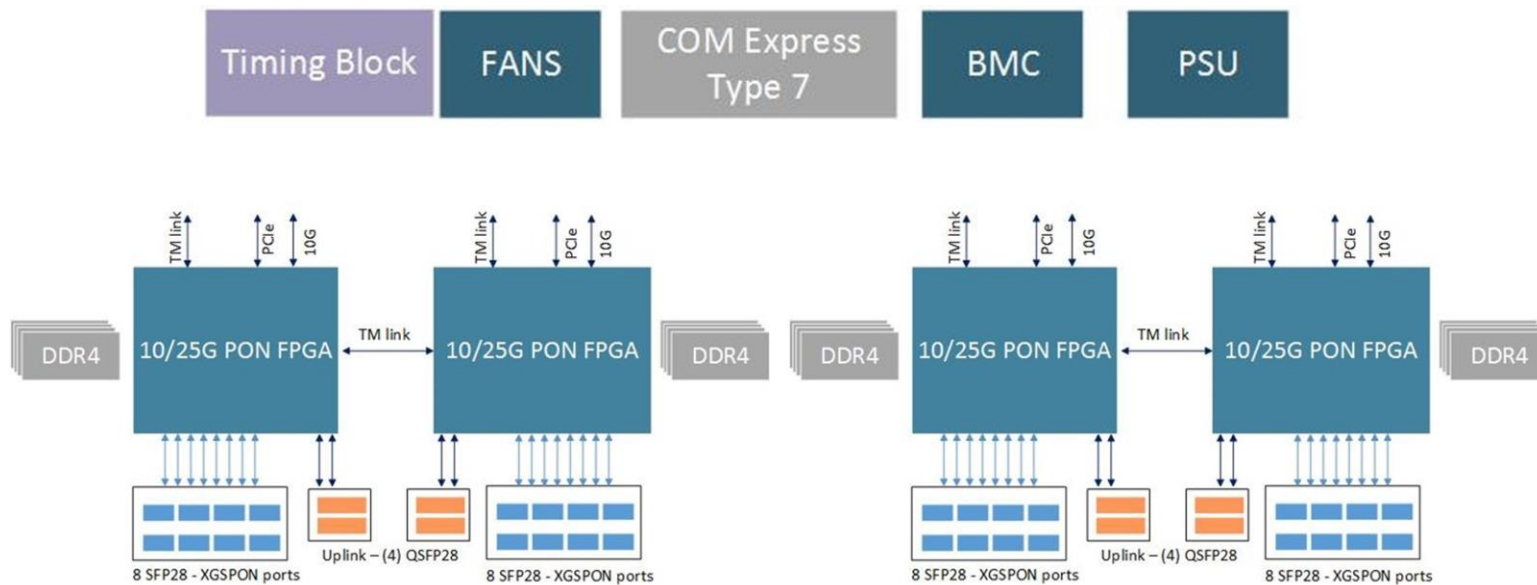 Timing Block
FANS
COM Express
Type 7
BMC
PSU
TM link
PCIe
10G
TM link
PCIe
10G
TM link
PCIe
10G
TM link
PCIe
10G
DDR4
10/25G PON FPGA
TM link
10/25G PON FPGA
DDR4
DDR4
10/25G PON FPGA
TM link
10/25G PON FPGA
DDR4
Uplink – (4) QSFP28
Uplink – (4) QSFP28
8 SFP28 - XGSPON ports
8 SFP28 - XGSPON ports
8 SFP28 - XGSPON ports
8 SFP28 - XGSPON ports